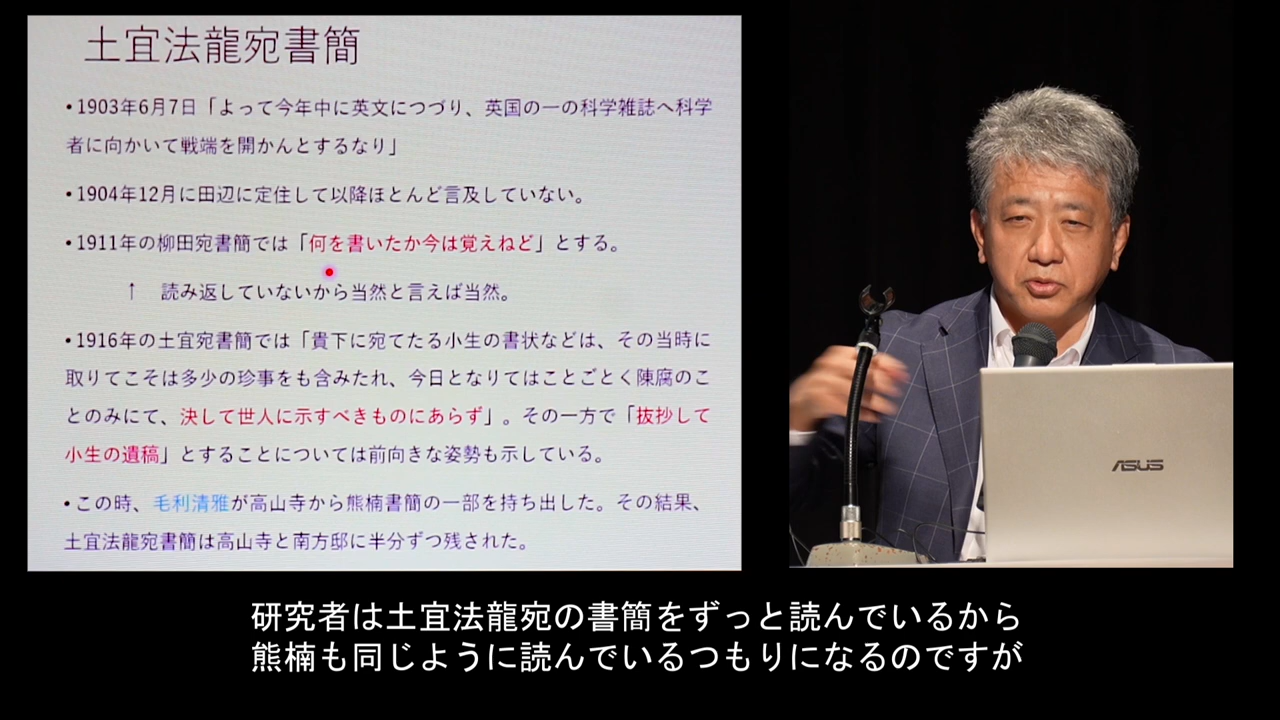 土宜法龍宛書簡
•1903年6月7日「よって今年中に英文につづり、英国の一の科学雑誌へ科学
者に向かいて戦端を開かんとするなり」
•1904年12月に田辺に定住して以降ほとんど言及していない。
•1911年の柳田宛書簡では「何を書いたか今は覚えねど」とする。
↑ 読み返していないから当然と言えば当然。
•1916年の土宜宛書簡では「貴下に宛てたる小生の書状などは、その当時に
取りてこそは多少の珍事をも含みたれ、今日となりてはことごとく陳腐のこ
とのみにて、決して世人に示すべきものにあらず」。その一方で「抜抄して
小生の遺稿」とすることについては前向きな姿勢も示している。
•この時、毛利清雅が高山寺から熊楠書簡の一部を持ち出した。その結果、
土宜法龍宛書簡は高山寺と南方邸に半分ずつ残された。
ASUS
研究者は土宜法龍宛の書簡をずっと読んでいるから
熊楠も同じように読んでいるつもりになるのですが